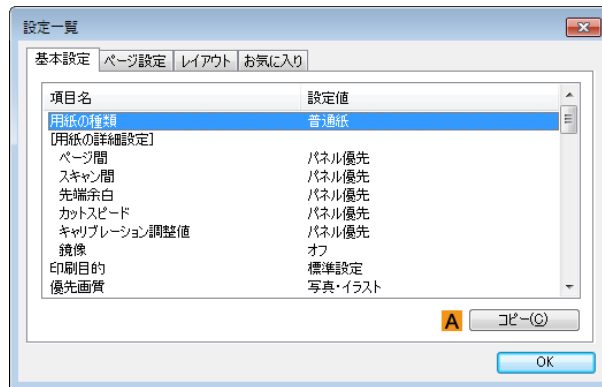 設定一覧
基本設定 ページ設定 レイアウト お気に入り
項目名 設定値
用紙の種類 普通紙
[用紙の詳細設定]
ページ間 パネル優先
スキャン間 パネル優先
先端余白 パネル優先
カットスピード パネル優先
キャリブレーション調整値 パネル優先
鏡像 オフ
印刷目的 標準設定
優先画質 写真・イラスト
A コピー(C)
OK